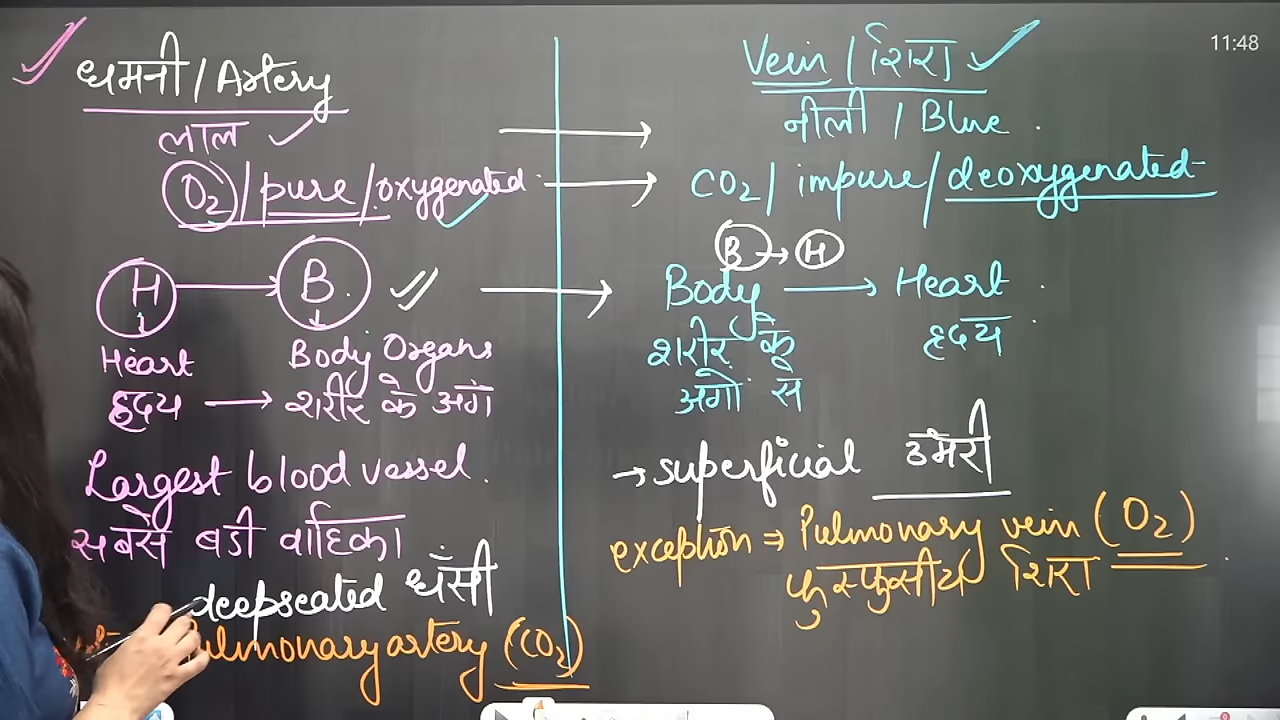 धमनी / Artery
लाल
O2 / pure / oxygenated
H → B
Heart Body Organs
हृदय → शरीर के अंग
Largest blood vessel.
सबसे बडी वाहिका
deepseated धंसी
Pulmonary artery (CO2)
Vein / शिरा
11:48
नीली / Blue
CO2 / impure / deoxygenated
B → H
Body → Heart
शरीर के हृदय
अंगो से
→ superficial उभरी
exception ⇒ Pulmonary vein (O2)
फुस्फुसीय शिरा